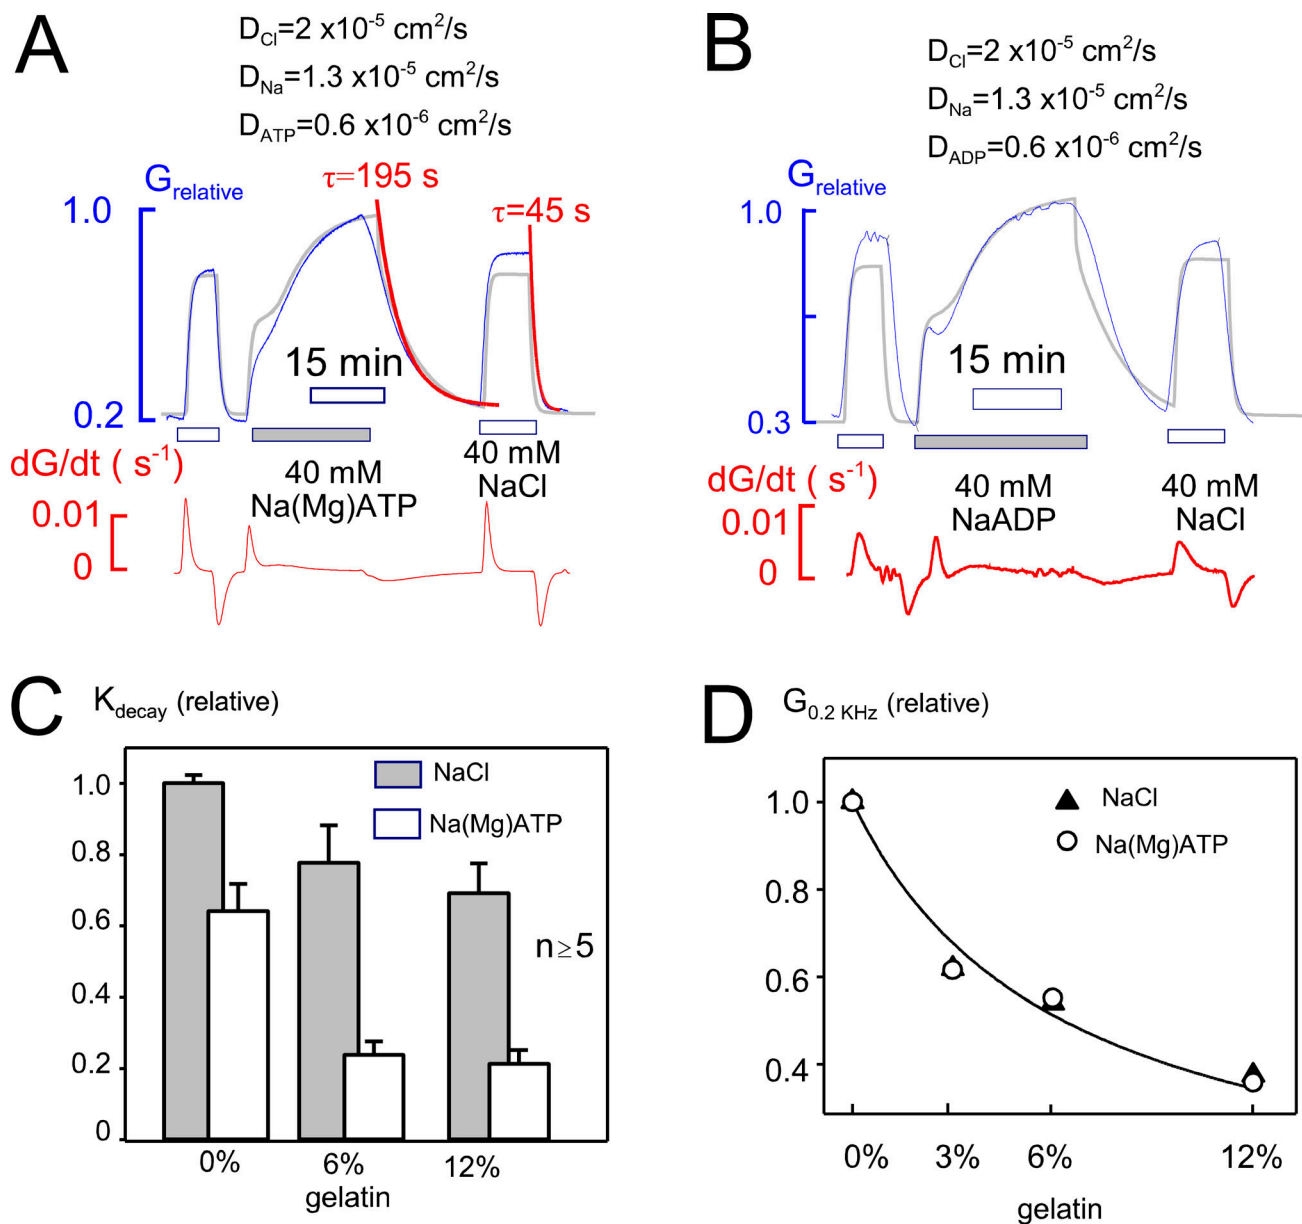 A
D_Cl=2 x10^-5 cm^2/s
D_Na=1.3 x10^-5 cm^2/s
D_ATP=0.6 x10^-6 cm^2/s
G_relative
τ=195 s
τ=45 s
1.0
0.2
15 min
40 mM
Na(Mg)ATP
40 mM
NaCl
dG/dt ( s^-1)
0.01
0
B
D_Cl=2 x10^-5 cm^2/s
D_Na=1.3 x10^-5 cm^2/s
D_ADP=0.6 x10^-6 cm^2/s
G_relative
1.0
0.3
15 min
40 mM
NaADP
40 mM
NaCl
dG/dt ( s^-1)
0.01
0
C
K_decay (relative)
NaCl
Na(Mg)ATP
n≥5
1.0
0.8
0.6
0.4
0.2
0
0% 6% 12%
gelatin
D
G_0.2 KHz (relative)
NaCl
Na(Mg)ATP
1.0
0.8
0.6
0.4
0% 3% 6% 12%
gelatin